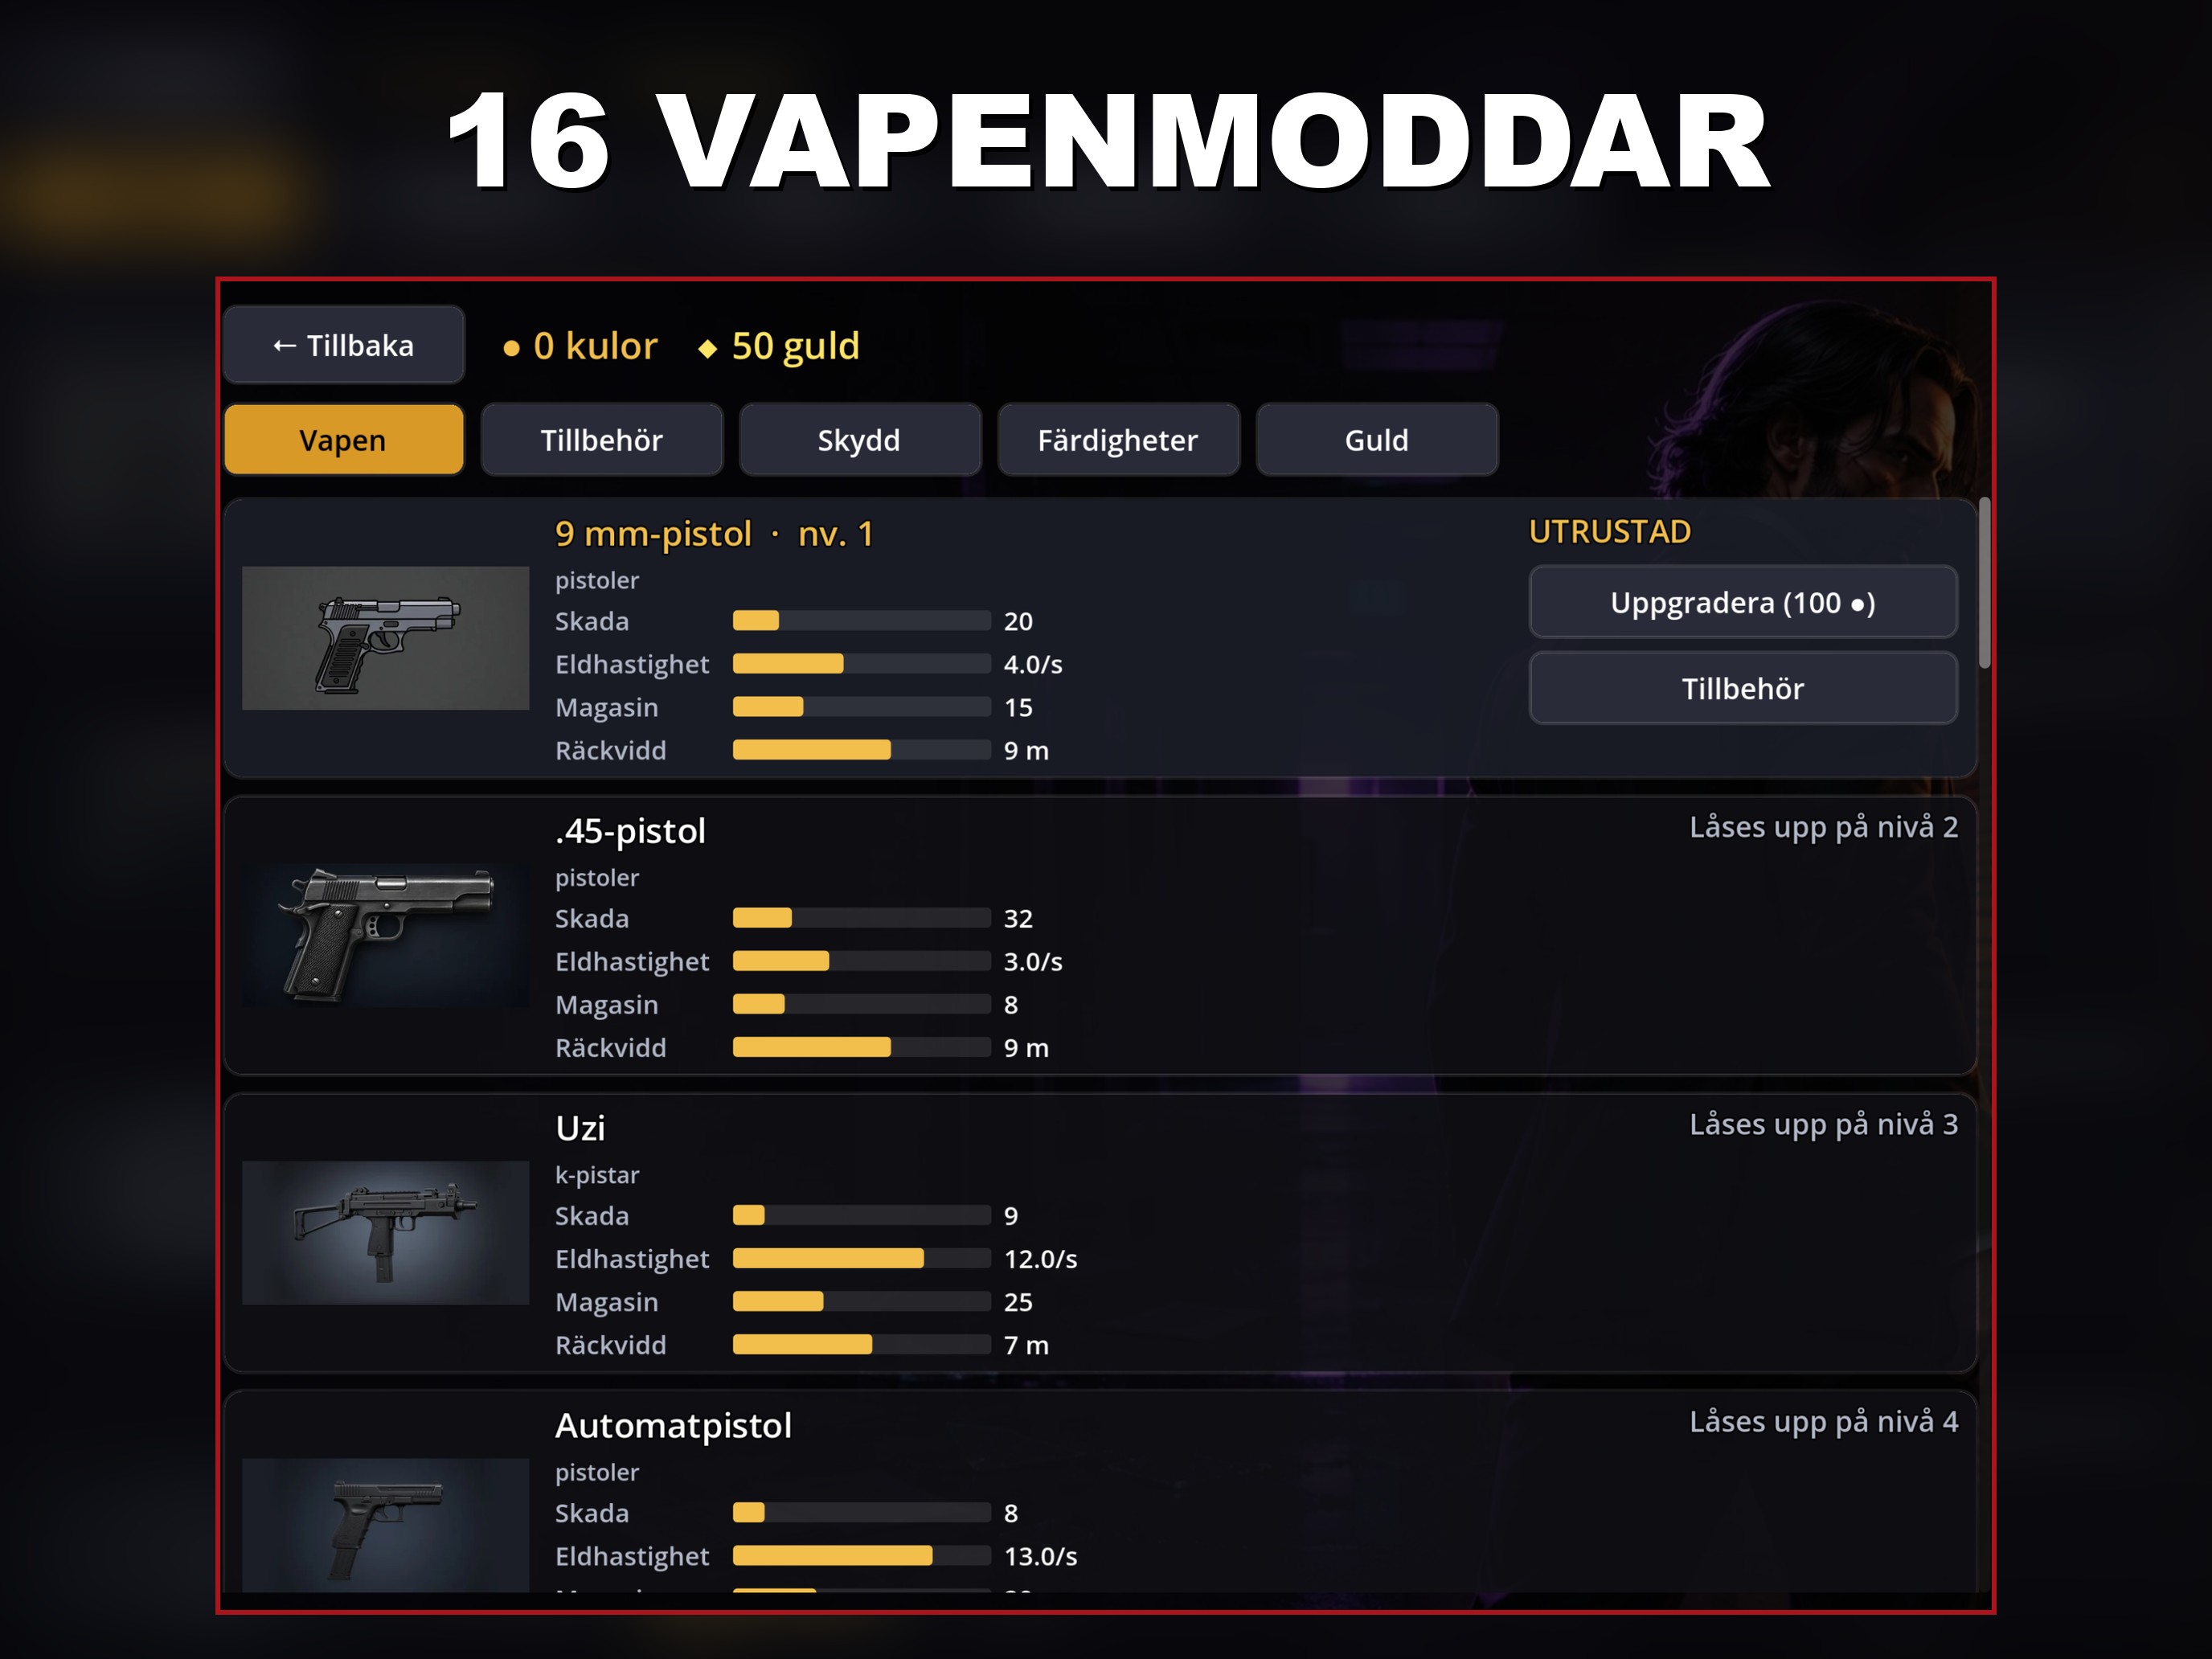 16 VAPENMODDAR
← Tillbaka ● 0 kulor ◆ 50 guld
Vapen Tillbehör Skydd Färdigheter Guld
9 mm-pistol · nv. 1 UTRUSTAD
pistoler
Uppgradera (100 ●)
Skada 20
Eldhastighet 4.0/s
Tillbehör
Magasin 15
Räckvidd 9 m
.45-pistol Låses upp på nivå 2
pistoler
Skada 32
Eldhastighet 3.0/s
Magasin 8
Räckvidd 9 m
Uzi Låses upp på nivå 3
k-pistar
Skada 9
Eldhastighet 12.0/s
Magasin 25
Räckvidd 7 m
Automatpistol Låses upp på nivå 4
pistoler
Skada 8
Eldhastighet 13.0/s